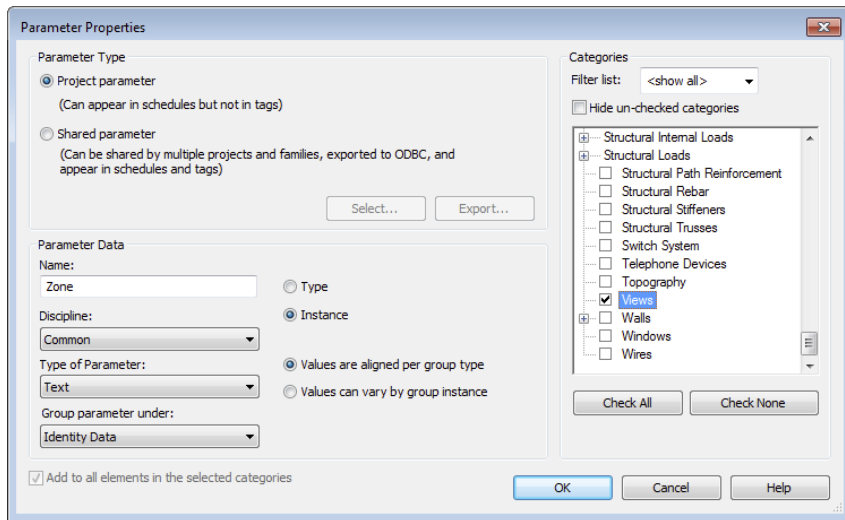 Parameter Properties
Parameter Type
Project parameter
(Can appear in schedules but not in tags)
Shared parameter
(Can be shared by multiple projects and families, exported to ODBC, and
appear in schedules and tags)
Select...
Export...
Parameter Data
Name:
Zone
Type
Discipline:
Instance
Common
Type of Parameter:
Values are aligned per group type
Text
Values can vary by group instance
Group parameter under:
Identity Data
Add to all elements in the selected categories
Categories
Filter list:
<show all>
Hide un-checked categories
Structural Internal Loads
Structural Loads
Structural Path Reinforcement
Structural Rebar
Structural Stiffeners
Structural Trusses
Switch System
Telephone Devices
Topography
Views
Walls
Windows
Wires
Check All
Check None
OK
Cancel
Help